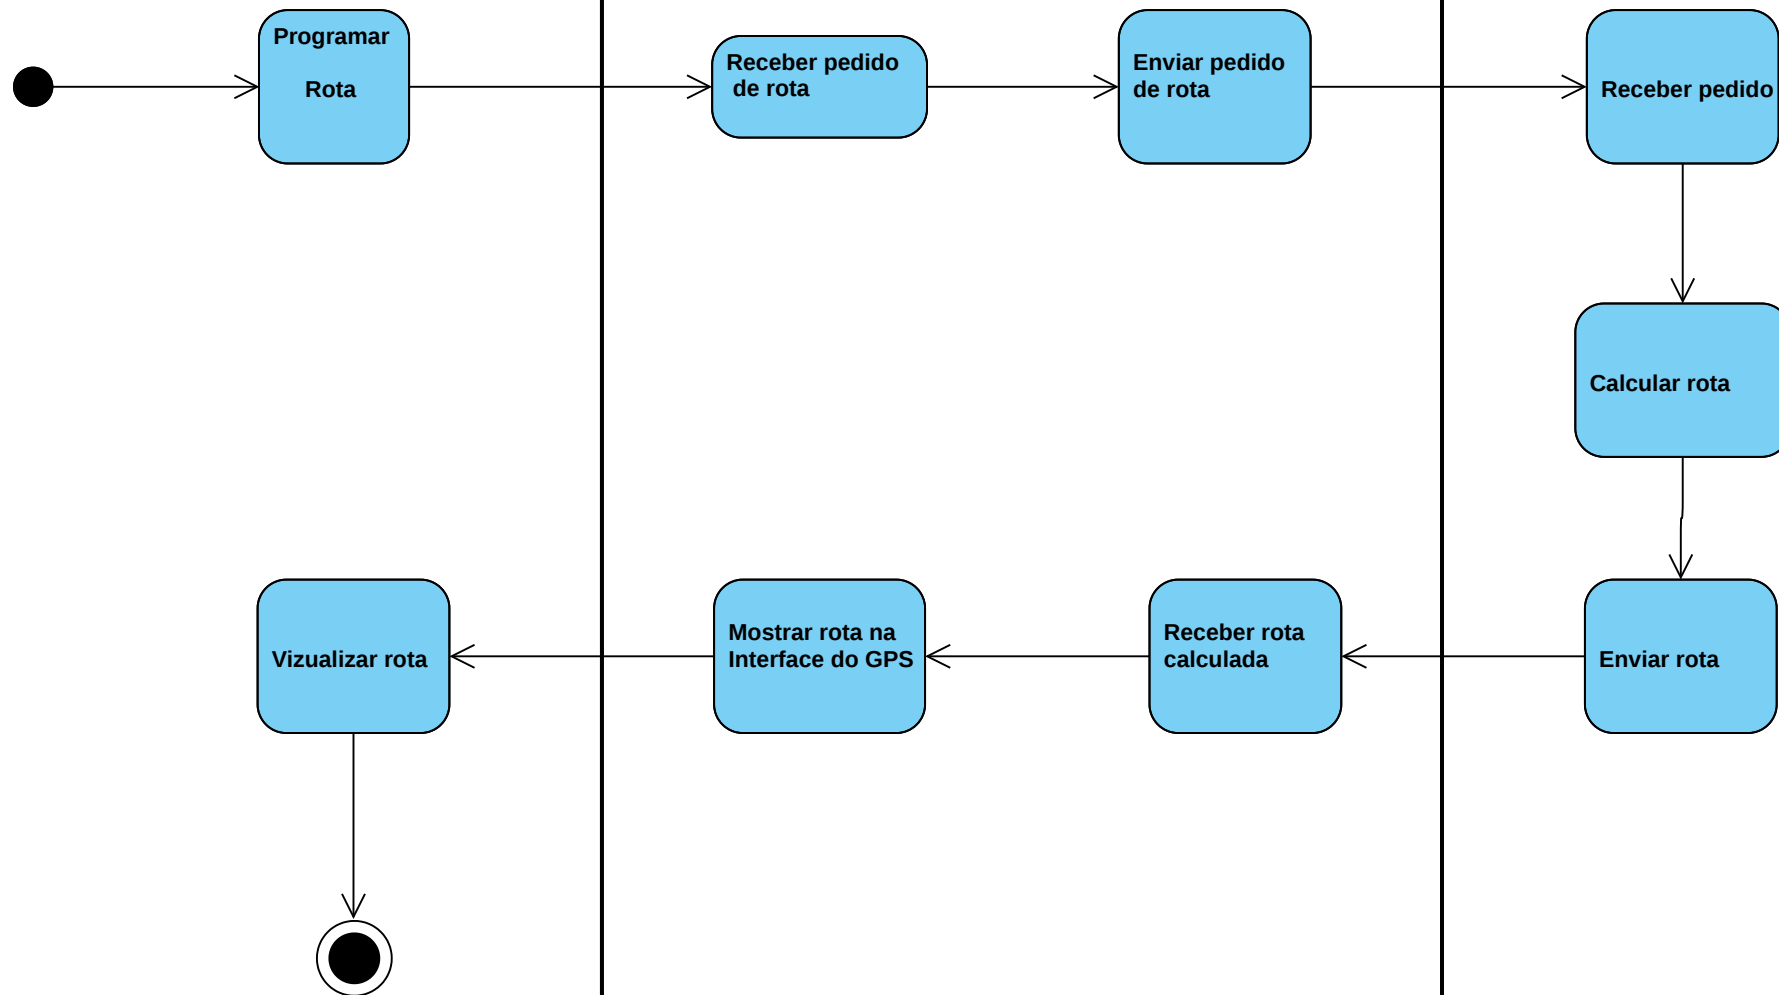 Programar
Rota
Receber pedido
de rota
Enviar pedido
de rota
Receber pedido
Calcular rota
Vizualizar rota
Mostrar rota na
Interface do GPS
Receber rota
calculada
Enviar rota